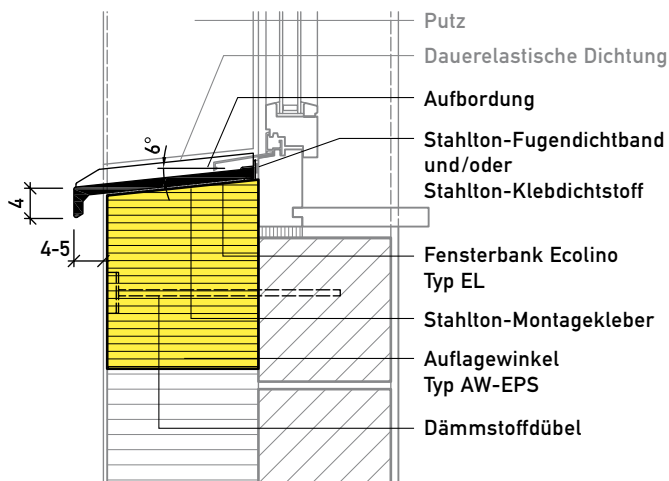 Putz
Dauerelastische Dichtung
Aufbordung
Stahlton-Fugendichtband
und/oder
Stahlton-Klebdichtstoff
Fensterbank Ecolino
Typ EL
Stahlton-Montagekleber
Auflagewinkel
Typ AW-EPS
Dämmstoffdübel
6°
4
4-5